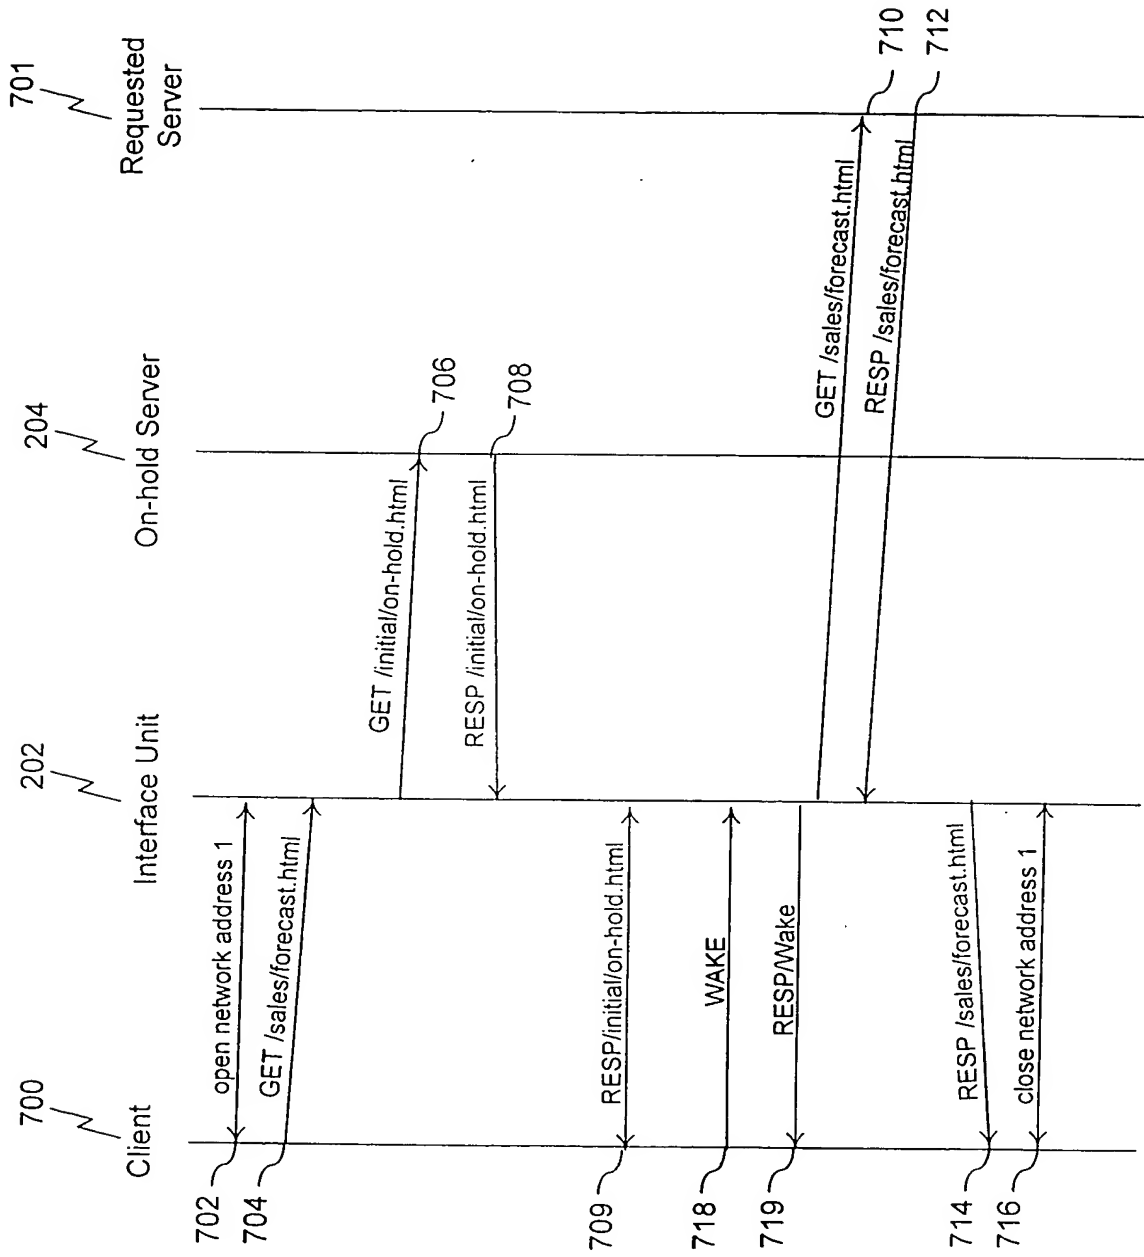 700
Client
202
Interface Unit
204
On-hold Server
701
Requested
Server
702
open network address 1
704
GET /sales/forecast.html
GET /initial/on-hold.html
706
RESP /initial/on-hold.html
708
709
RESP/initial/on-hold.html
718
WAKE
719
RESP/Wake
GET /sales/forecast.html
710
RESP /sales/forecast.html
712
714
RESP /sales/forecast.html
716
close network address 1